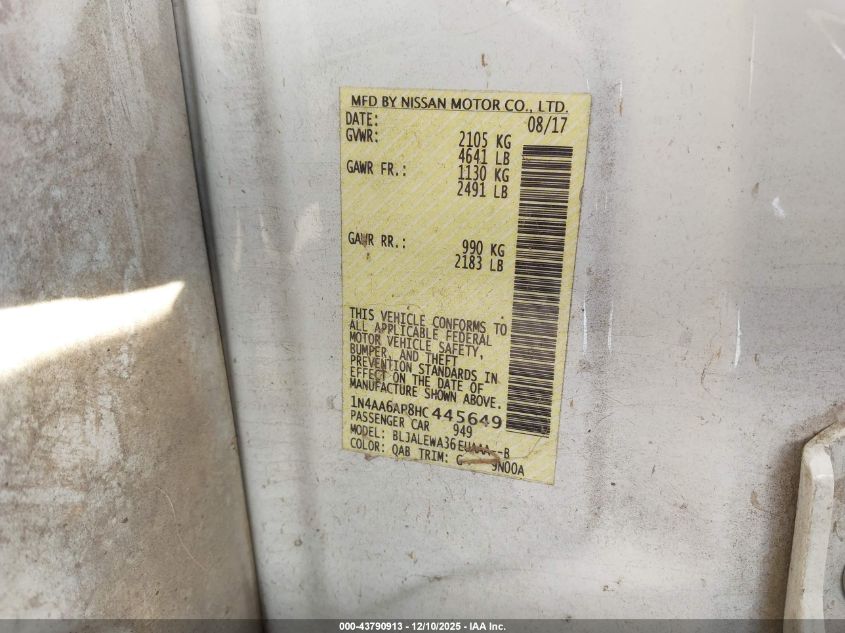 MFD BY NISSAN MOTOR CO., LTD.
DATE: 08/17
GVWR: 2105 KG
4641 LB
GAWR FR.: 1130 KG
2491 LB
GAWR RR.: 990 KG
2183 LB
THIS VEHICLE CONFORMS TO
ALL APPLICABLE FEDERAL
MOTOR VEHICLE SAFETY,
BUMPER, AND THEFT
PREVENTION STANDARDS IN
EFFECT ON THE DATE OF
MANUFACTURE SHOWN ABOVE.
1N4AA6AP8HC445649
PASSENGER CAR 949
MODEL: BLJALEWA36EUAAA--B
COLOR: QAB TRIM: G 9N00A
000-43790913 - 12/10/2025 - IAA Inc.